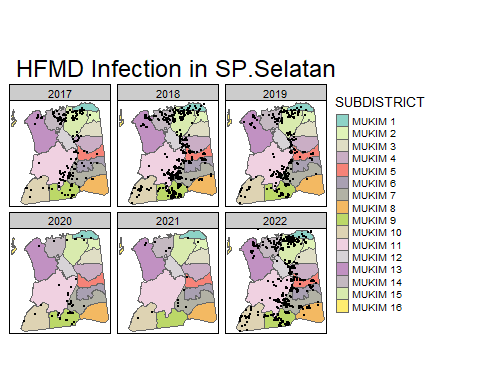 HFMD Infection in SP.Selatan
2017
2018
2019
SUBDISTRICT
MUKIM 1
MUKIM 2
MUKIM 3
MUKIM 4
MUKIM 5
MUKIM 6
MUKIM 7
MUKIM 8
MUKIM 9
MUKIM 10
MUKIM 11
MUKIM 12
MUKIM 13
MUKIM 14
MUKIM 15
MUKIM 16
2020
2021
2022